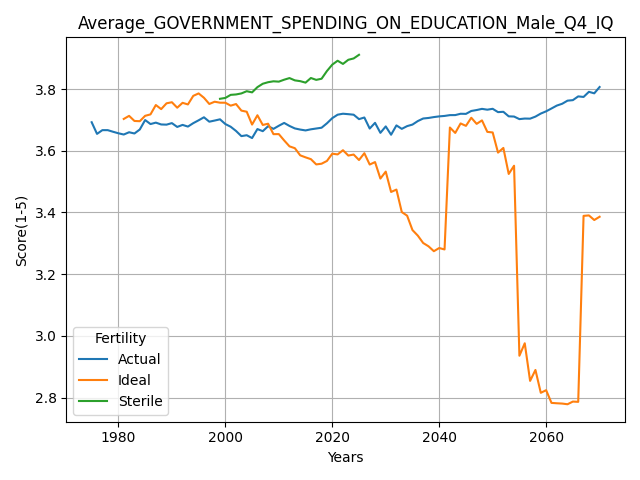 Average_GOVERNMENT_SPENDING_ON_EDUCATION_Male_Q4_IQ
Score(1-5)
3.8
3.6
3.4
3.2
3.0
2.8
Fertility
Actual
Ideal
Sterile
1980
2000
2020
2040
2060
Years